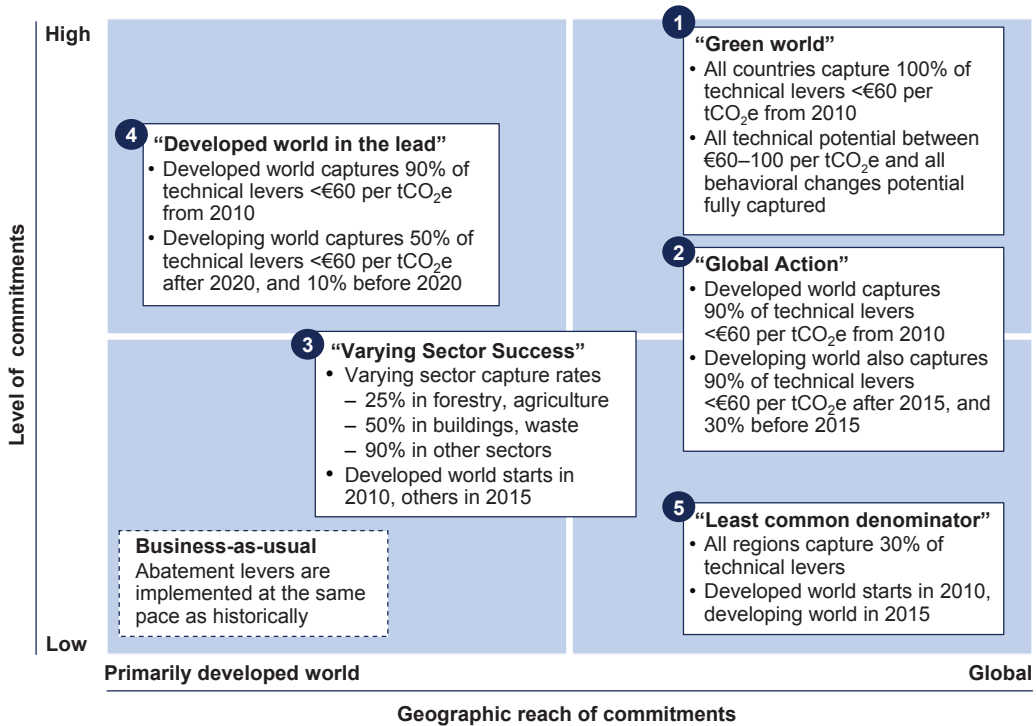 High
1
“Green world”
• All countries capture 100% of
technical levers <€60 per
tCO₂e from 2010
• All technical potential between
€60–100 per tCO₂e and all
behavioral changes potential
fully captured
4
“Developed world in the lead”
• Developed world captures 90% of
technical levers <€60 per tCO₂e
from 2010
• Developing world captures 50% of
technical levers <€60 per tCO₂e
after 2020, and 10% before 2020
2
“Global Action”
• Developed world captures
90% of technical levers
<€60 per tCO₂e from 2010
• Developing world also captures
90% of technical levers
<€60 per tCO₂e after 2015, and
30% before 2015
3
“Varying Sector Success”
• Varying sector capture rates
– 25% in forestry, agriculture
– 50% in buildings, waste
– 90% in other sectors
• Developed world starts in
2010, others in 2015
5
“Least common denominator”
• All regions capture 30% of
technical levers
• Developed world starts in 2010,
developing world in 2015
Business-as-usual
Abatement levers are
implemented at the same
pace as historically
Level of commitments
Low
Primarily developed world
Global
Geographic reach of commitments